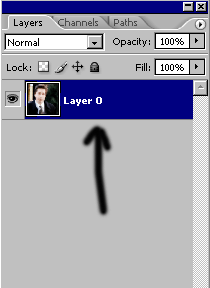 Layers Channels Paths
Normal Opacity: 100%
Lock: Fill: 100%
Layer 0